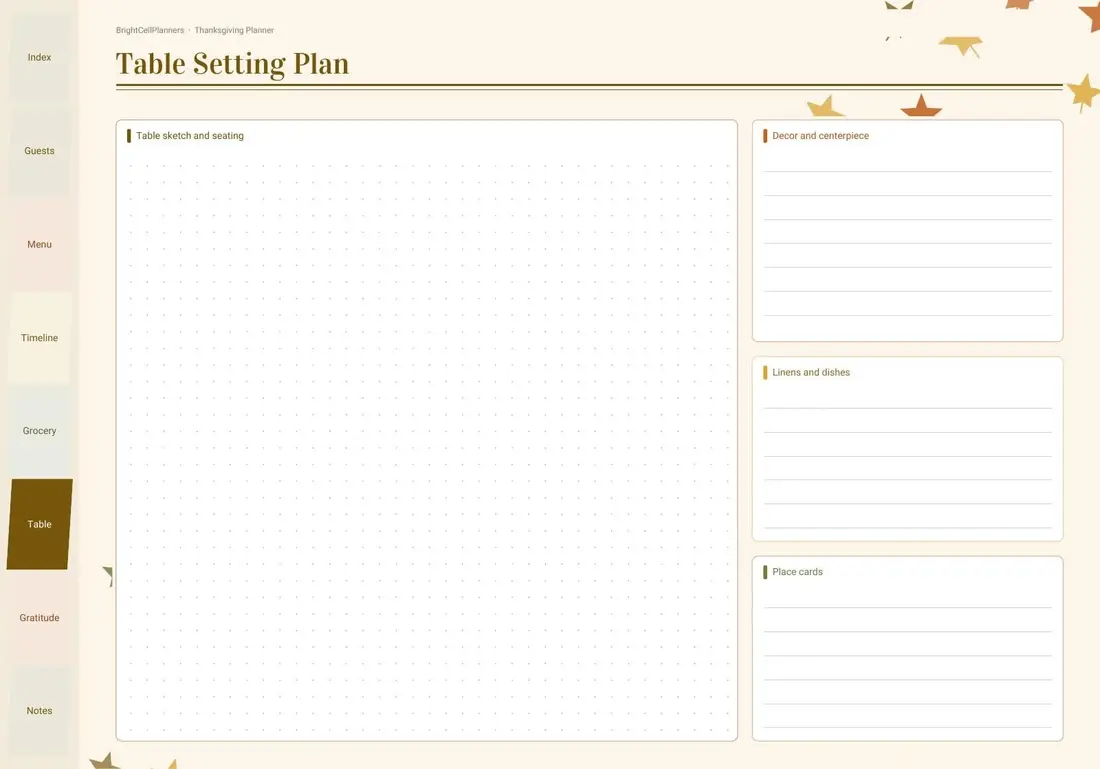 BrightCellPlanners · Thanksgiving Planner
Table Setting Plan
Index
Guests
Menu
Timeline
Grocery
Table
Gratitude
Notes
Table sketch and seating
Decor and centerpiece
Linens and dishes
Place cards